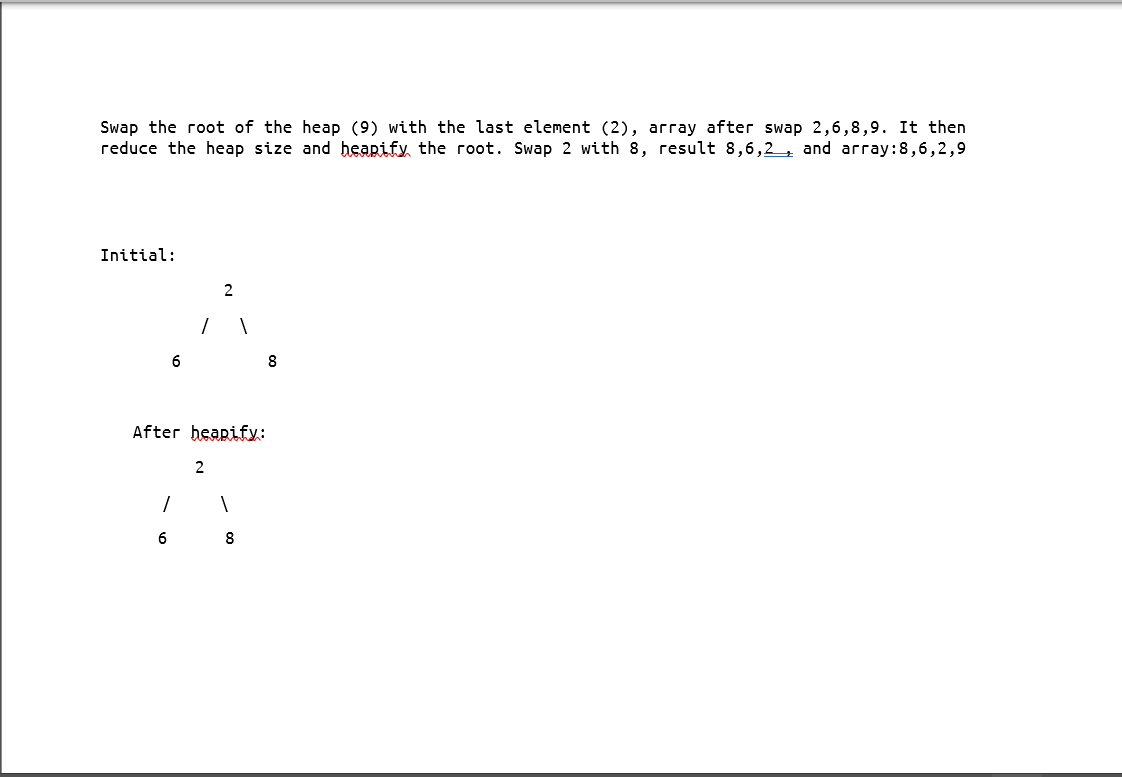 Swap the root of the heap (9) with the last element (2), array after swap 2,6,8,9. It then
reduce the heap size and heapify the root. Swap 2 with 8, result 8,6,2 , and array:8,6,2,9
Initial:
2
/ \
6 8
After heapify:
2
/ \
6 8